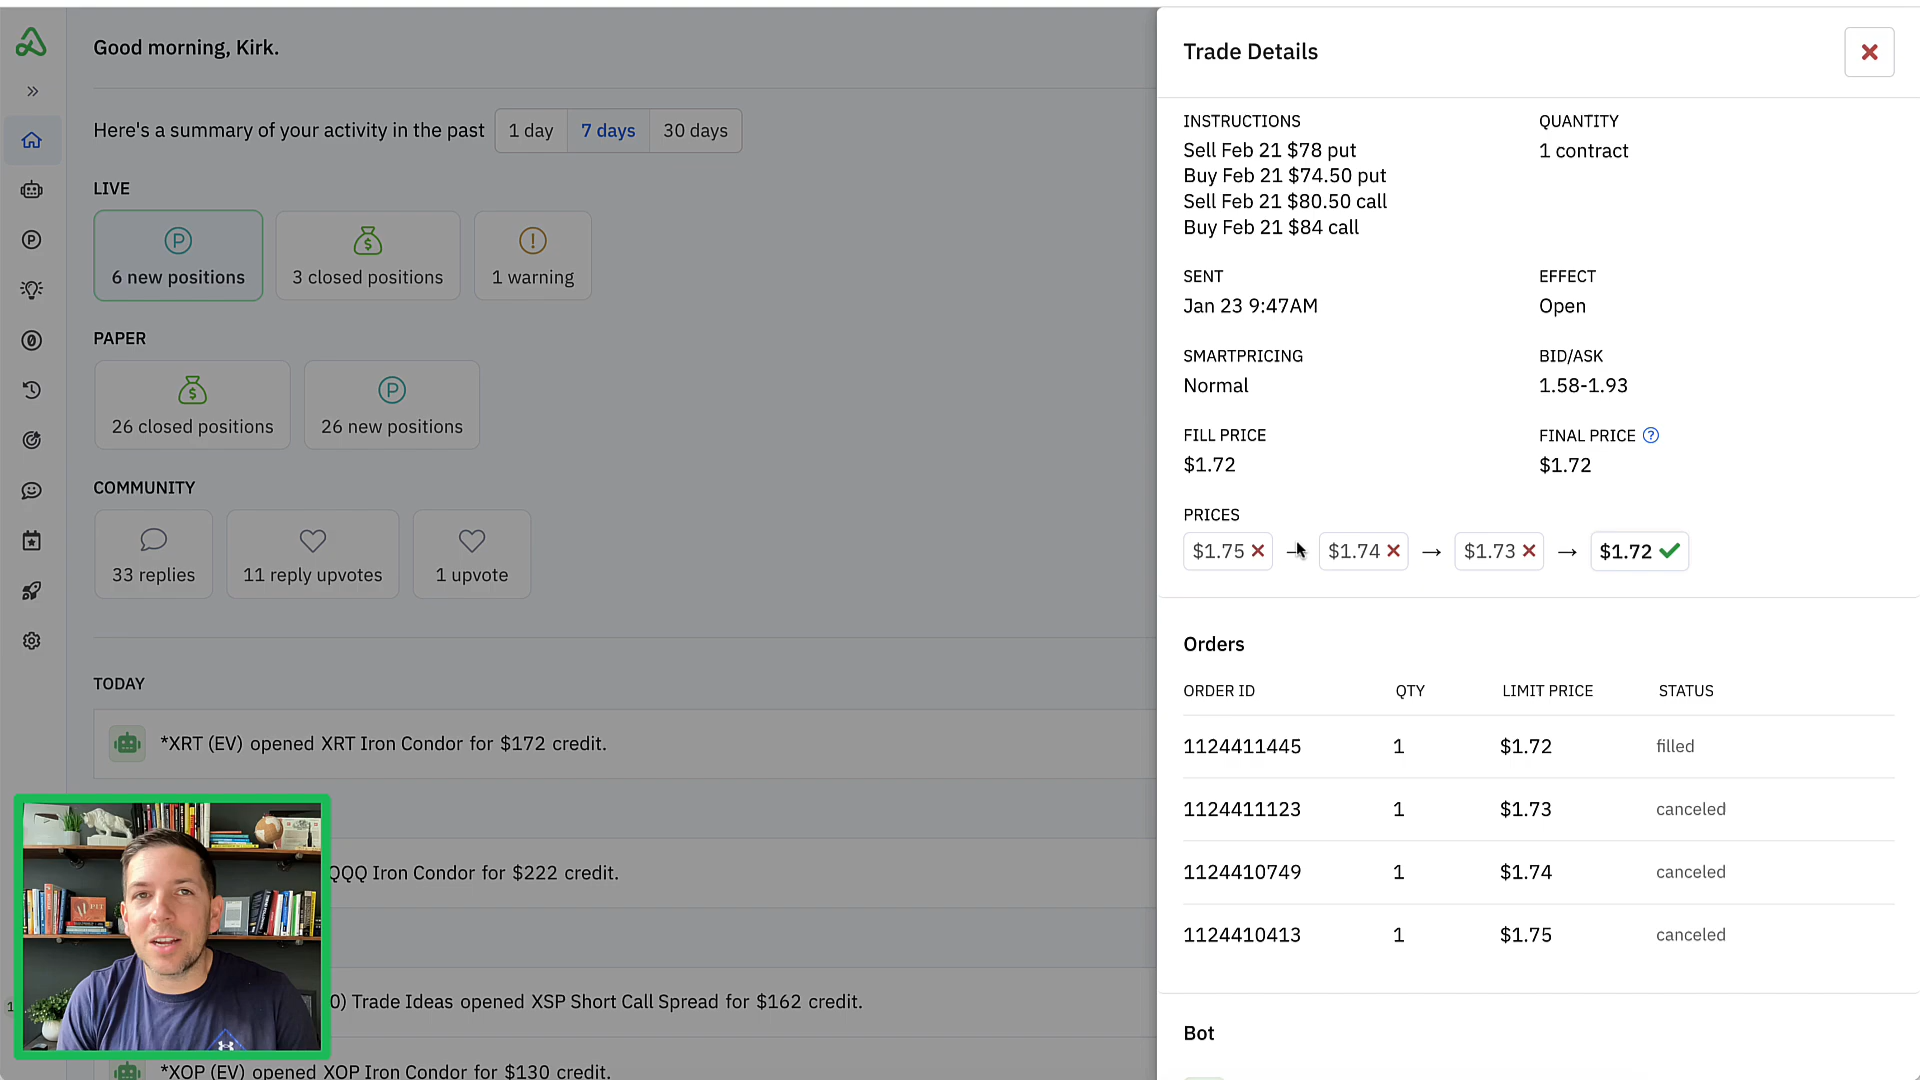 Good morning, Kirk.
Here's a summary of your activity in the past
1 day
7 days
30 days
LIVE
6 new positions
3 closed positions
1 warning
PAPER
26 closed positions
26 new positions
COMMUNITY
33 replies
11 reply upvotes
1 upvote
TODAY
*XRT (EV) opened XRT Iron Condor for $172 credit.
QQQ Iron Condor for $222 credit.
0) Trade Ideas opened XSP Short Call Spread for $162 credit.
*XOP (EV) opened XOP Iron Condor for $130 credit.
Trade Details
INSTRUCTIONS
Sell Feb 21 $78 put
Buy Feb 21 $74.50 put
Sell Feb 21 $80.50 call
Buy Feb 21 $84 call
QUANTITY
1 contract
SENT
Jan 23 9:47AM
EFFECT
Open
SMARTPRICING
Normal
BID/ASK
1.58-1.93
FILL PRICE
$1.72
FINAL PRICE
$1.72
PRICES
$1.75 → $1.74 → $1.73 → $1.72
Orders
ORDER ID QTY LIMIT PRICE STATUS
1124411445 1 $1.72 filled
1124411123 1 $1.73 canceled
1124410749 1 $1.74 canceled
1124410413 1 $1.75 canceled
Bot